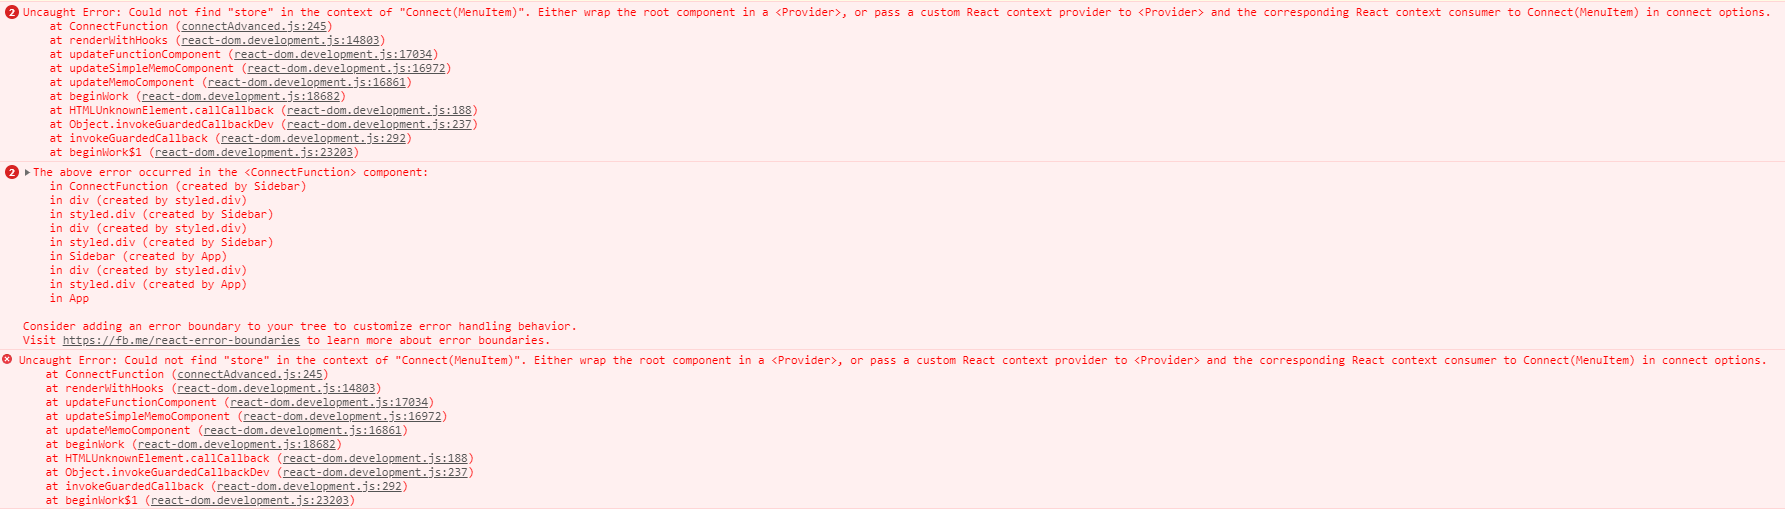 2 Uncaught Error: Could not find "store" in the context of "Connect(MenuItem)". Either wrap the root component in a <Provider>, or pass a custom React context provider to <Provider> and the corresponding React context consumer to Connect(MenuItem) in connect options.
at ConnectFunction (connectAdvanced.js:245)
at renderWithHooks (react-dom.development.js:14803)
at updateFunctionComponent (react-dom.development.js:17034)
at updateSimpleMemoComponent (react-dom.development.js:16972)
at updateMemoComponent (react-dom.development.js:16861)
at beginWork (react-dom.development.js:18682)
at HTMLUnknownElement.callCallback (react-dom.development.js:188)
at Object.invokeGuardedCallbackDev (react-dom.development.js:237)
at invokeGuardedCallback (react-dom.development.js:292)
at beginWork$1 (react-dom.development.js:23203)
2 The above error occurred in the <ConnectFunction> component:
in ConnectFunction (created by Sidebar)
in div (created by styled.div)
in styled.div (created by Sidebar)
in div (created by styled.div)
in styled.div (created by Sidebar)
in Sidebar (created by App)
in div (created by styled.div)
in styled.div (created by App)
in App
Consider adding an error boundary to your tree to customize error handling behavior.
Visit https://fb.me/react-error-boundaries to learn more about error boundaries.
Uncaught Error: Could not find "store" in the context of "Connect(MenuItem)". Either wrap the root component in a <Provider>, or pass a custom React context provider to <Provider> and the corresponding React context consumer to Connect(MenuItem) in connect options.
at ConnectFunction (connectAdvanced.js:245)
at renderWithHooks (react-dom.development.js:14803)
at updateFunctionComponent (react-dom.development.js:17034)
at updateSimpleMemoComponent (react-dom.development.js:16972)
at updateMemoComponent (react-dom.development.js:16861)
at beginWork (react-dom.development.js:18682)
at HTMLUnknownElement.callCallback (react-dom.development.js:188)
at Object.invokeGuardedCallbackDev (react-dom.development.js:237)
at invokeGuardedCallback (react-dom.development.js:292)
at beginWork$1 (react-dom.development.js:23203)